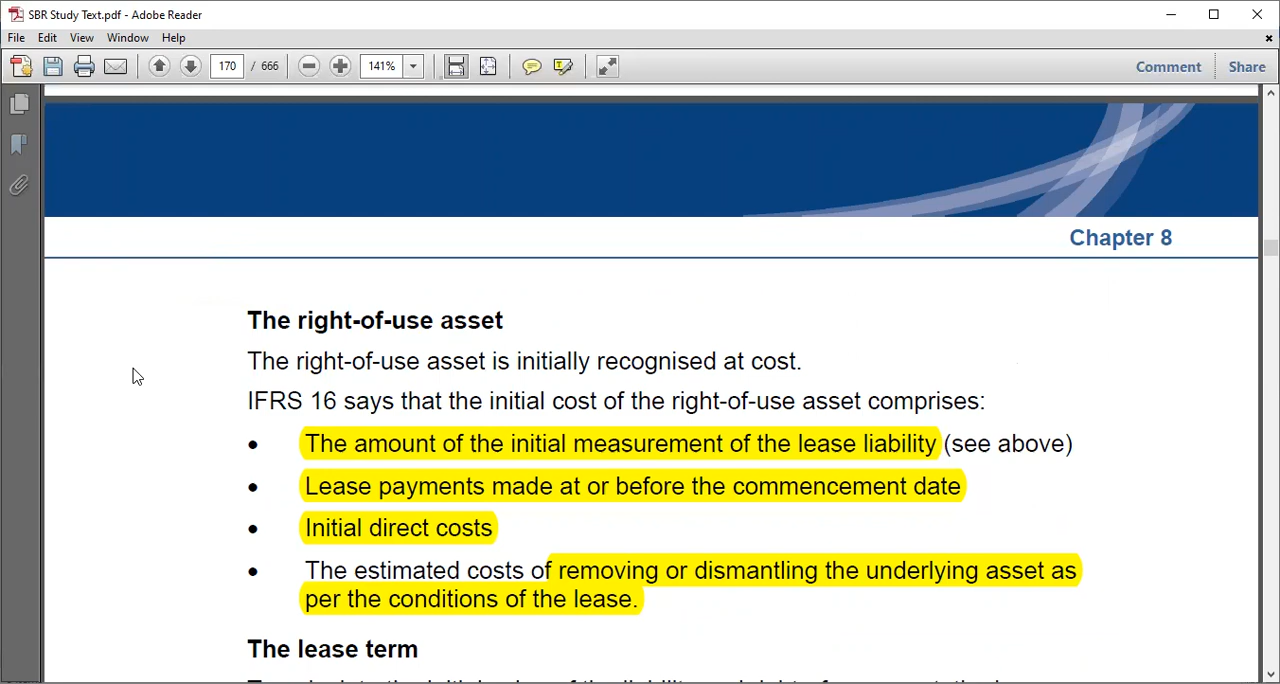 SBR Study Text.pdf - Adobe Reader
File Edit View Window Help
170 / 666 141% Comment Share
Chapter 8
The right-of-use asset
The right-of-use asset is initially recognised at cost.
IFRS 16 says that the initial cost of the right-of-use asset comprises:
• The amount of the initial measurement of the lease liability (see above)
• Lease payments made at or before the commencement date
• Initial direct costs
• The estimated costs of removing or dismantling the underlying asset as
per the conditions of the lease.
The lease term